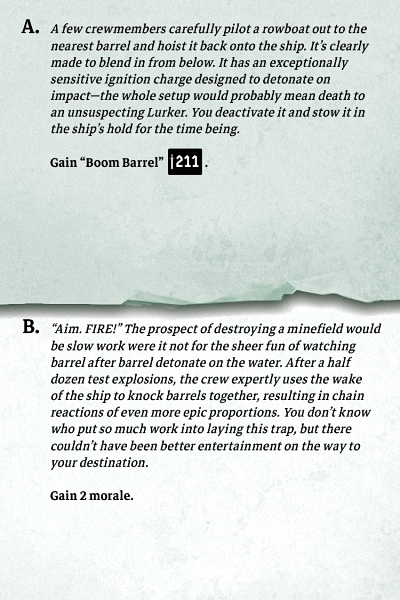 A. A few crewmembers carefully pilot a rowboat out to the
nearest barrel and hoist it back onto the ship. It's clearly
made to blend in from below. It has an exceptionally
sensitive ignition charge designed to detonate on
impact—the whole setup would probably mean death to
an unsuspecting Lurker. You deactivate it and stow it in
the ship's hold for the time being.
Gain “Boom Barrel” 211 .
B. “Aim. FIRE!” The prospect of destroying a minefield would
be slow work were it not for the sheer fun of watching
barrel after barrel detonate on the water. After a half
dozen test explosions, the crew expertly uses the wake
of the ship to knock barrels together, resulting in chain
reactions of even more epic proportions. You don't know
who put so much work into laying this trap, but there
couldn't have been better entertainment on the way to
your destination.
Gain 2 morale.